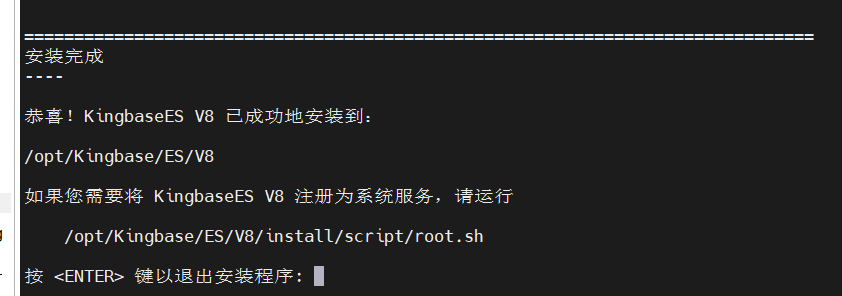 ===============================================================================
安装完成
----
恭喜！KingbaseES V8 已成功地安装到：
/opt/Kingbase/ES/V8
如果您需要将 KingbaseES V8 注册为系统服务，请运行
/opt/Kingbase/ES/V8/install/script/root.sh
按 <ENTER> 键以退出安装程序: